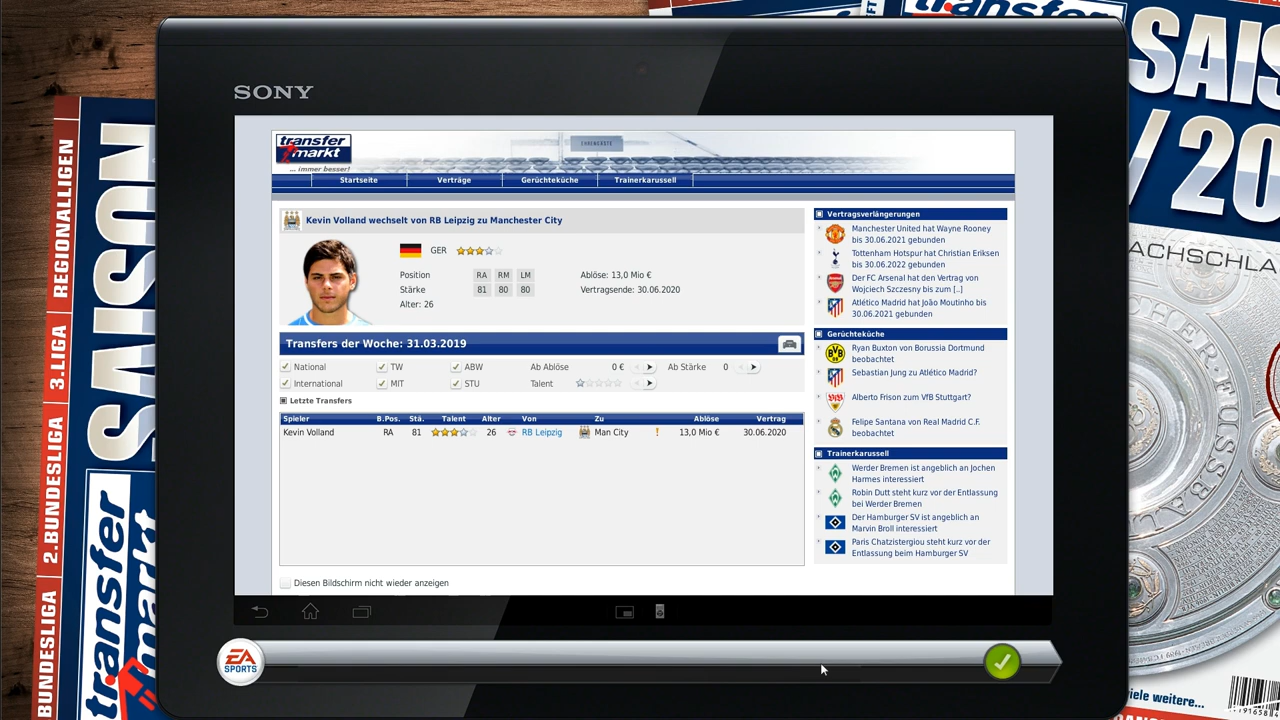 SONY
transfer
markt
... immer besser!
EHRENGÄSTE
Startseite Verträge Gerüchteküche Trainerkarussell
Kevin Volland wechselt von RB Leipzig zu Manchester City
GER
Position RA RM LM
Stärke 81 80 80
Alter: 26
Ablöse: 13,0 Mio €
Vertragsende: 30.06.2020
Transfers der Woche: 31.03.2019
National TW ABW Ab Ablöse 0 € Ab Stärke 0
International MIT STU Talent
Letzte Transfers
Spieler B.Pos. Stä. Talent Alter Von Zu Ablöse Vertrag
Kevin Volland RA 81 26 RB Leipzig Man City ! 13,0 Mio € 30.06.2020
Diesen Bildschirm nicht wieder anzeigen
Vertragsverlängerungen
Manchester United hat Wayne Rooney
bis 30.06.2021 gebunden
Tottenham Hotspur hat Christian Eriksen
bis 30.06.2022 gebunden
Der FC Arsenal hat den Vertrag von
Wojciech Szczesny bis zum [..]
Atlético Madrid hat João Moutinho bis
30.06.2021 gebunden
Gerüchteküche
Ryan Buxton von Borussia Dortmund
beobachtet
Sebastian Jung zu Atlético Madrid?
Alberto Frison zum VfB Stuttgart?
Felipe Santana von Real Madrid C.F.
beobachtet
Trainerkarussell
Werder Bremen ist angeblich an Jochen
Harmes interessiert
Robin Dutt steht kurz vor der Entlassung
bei Werder Bremen
Der Hamburger SV ist angeblich an
Marvin Broll interessiert
Paris Chatzistergiou steht kurz vor der
Entlassung beim Hamburger SV
EA
SPORTS
REGIONALLIGEN
3.LIGA
2.BUNDESLIGA
BUNDESLIGA
SAISON
transfer
markt
transfer
SAIS
/20
ACHSCHLA
DEUTSCHER FUSSBA
iele weitere...